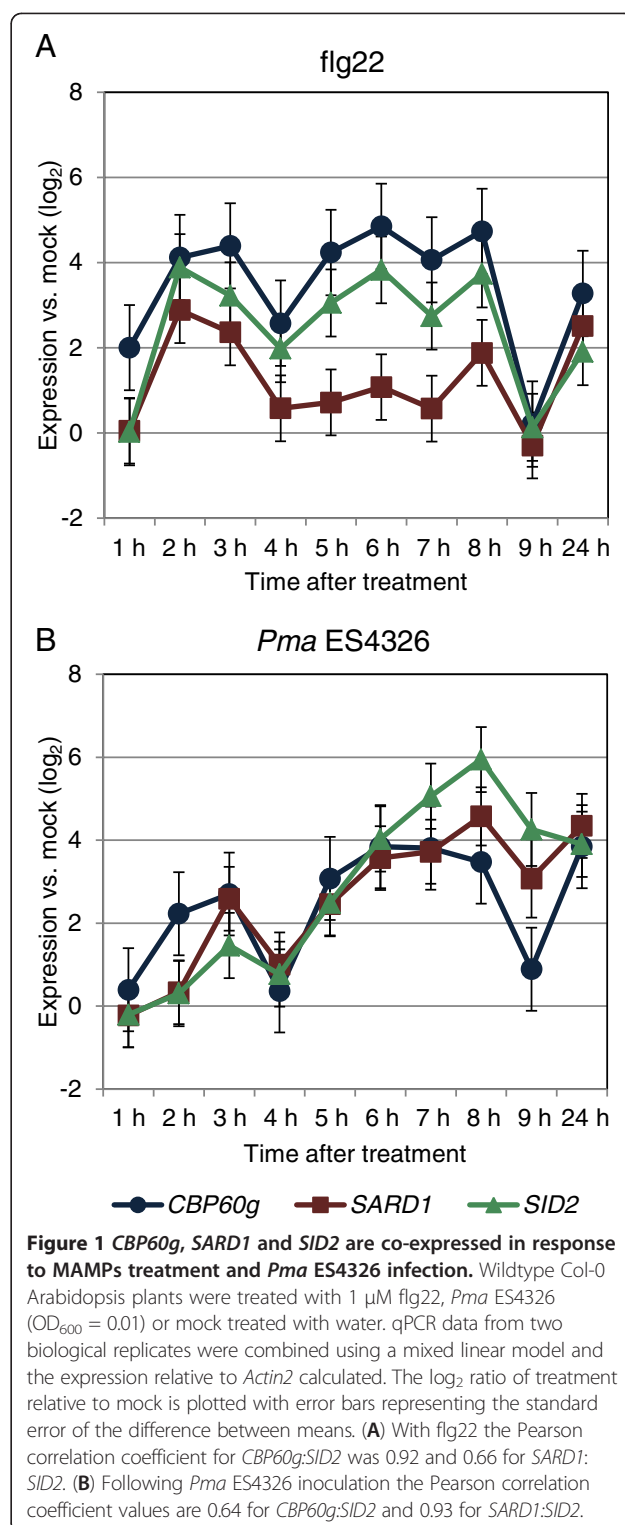 A
flg22
8
6
4
2
0
-2
Expression vs. mock (log2)
1 h 2 h 3 h 4 h 5 h 6 h 7 h 8 h 9 h 24 h
Time after treatment
B
Pma ES4326
8
6
4
2
0
-2
Expression vs. mock (log2)
1 h 2 h 3 h 4 h 5 h 6 h 7 h 8 h 9 h 24 h
Time after treatment
CBP60g SARD1 SID2
Figure 1 CBP60g, SARD1 and SID2 are co-expressed in response
to MAMPs treatment and Pma ES4326 infection. Wildtype Col-0
Arabidopsis plants were treated with 1 μM flg22, Pma ES4326
(OD600 = 0.01) or mock treated with water. qPCR data from two
biological replicates were combined using a mixed linear model and
the expression relative to Actin2 calculated. The log2 ratio of treatment
relative to mock is plotted with error bars representing the standard
error of the difference between means. (A) With flg22 the Pearson
correlation coefficient for CBP60g:SID2 was 0.92 and 0.66 for SARD1:
SID2. (B) Following Pma ES4326 inoculation the Pearson correlation
coefficient values are 0.64 for CBP60g:SID2 and 0.93 for SARD1:SID2.